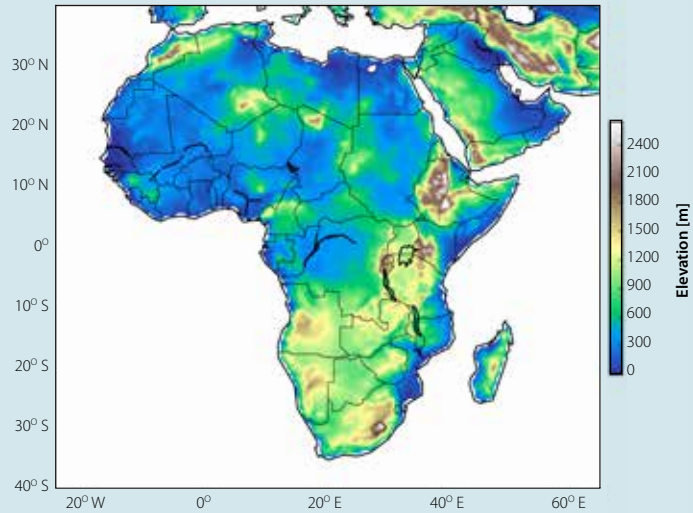 30° N
20° N
10° N
0°
10° S
20° S
30° S
40° S
20° W
0°
20° E
40° E
60° E
2400
2100
1800
1500
1200
900
600
300
0
Elevation [m]